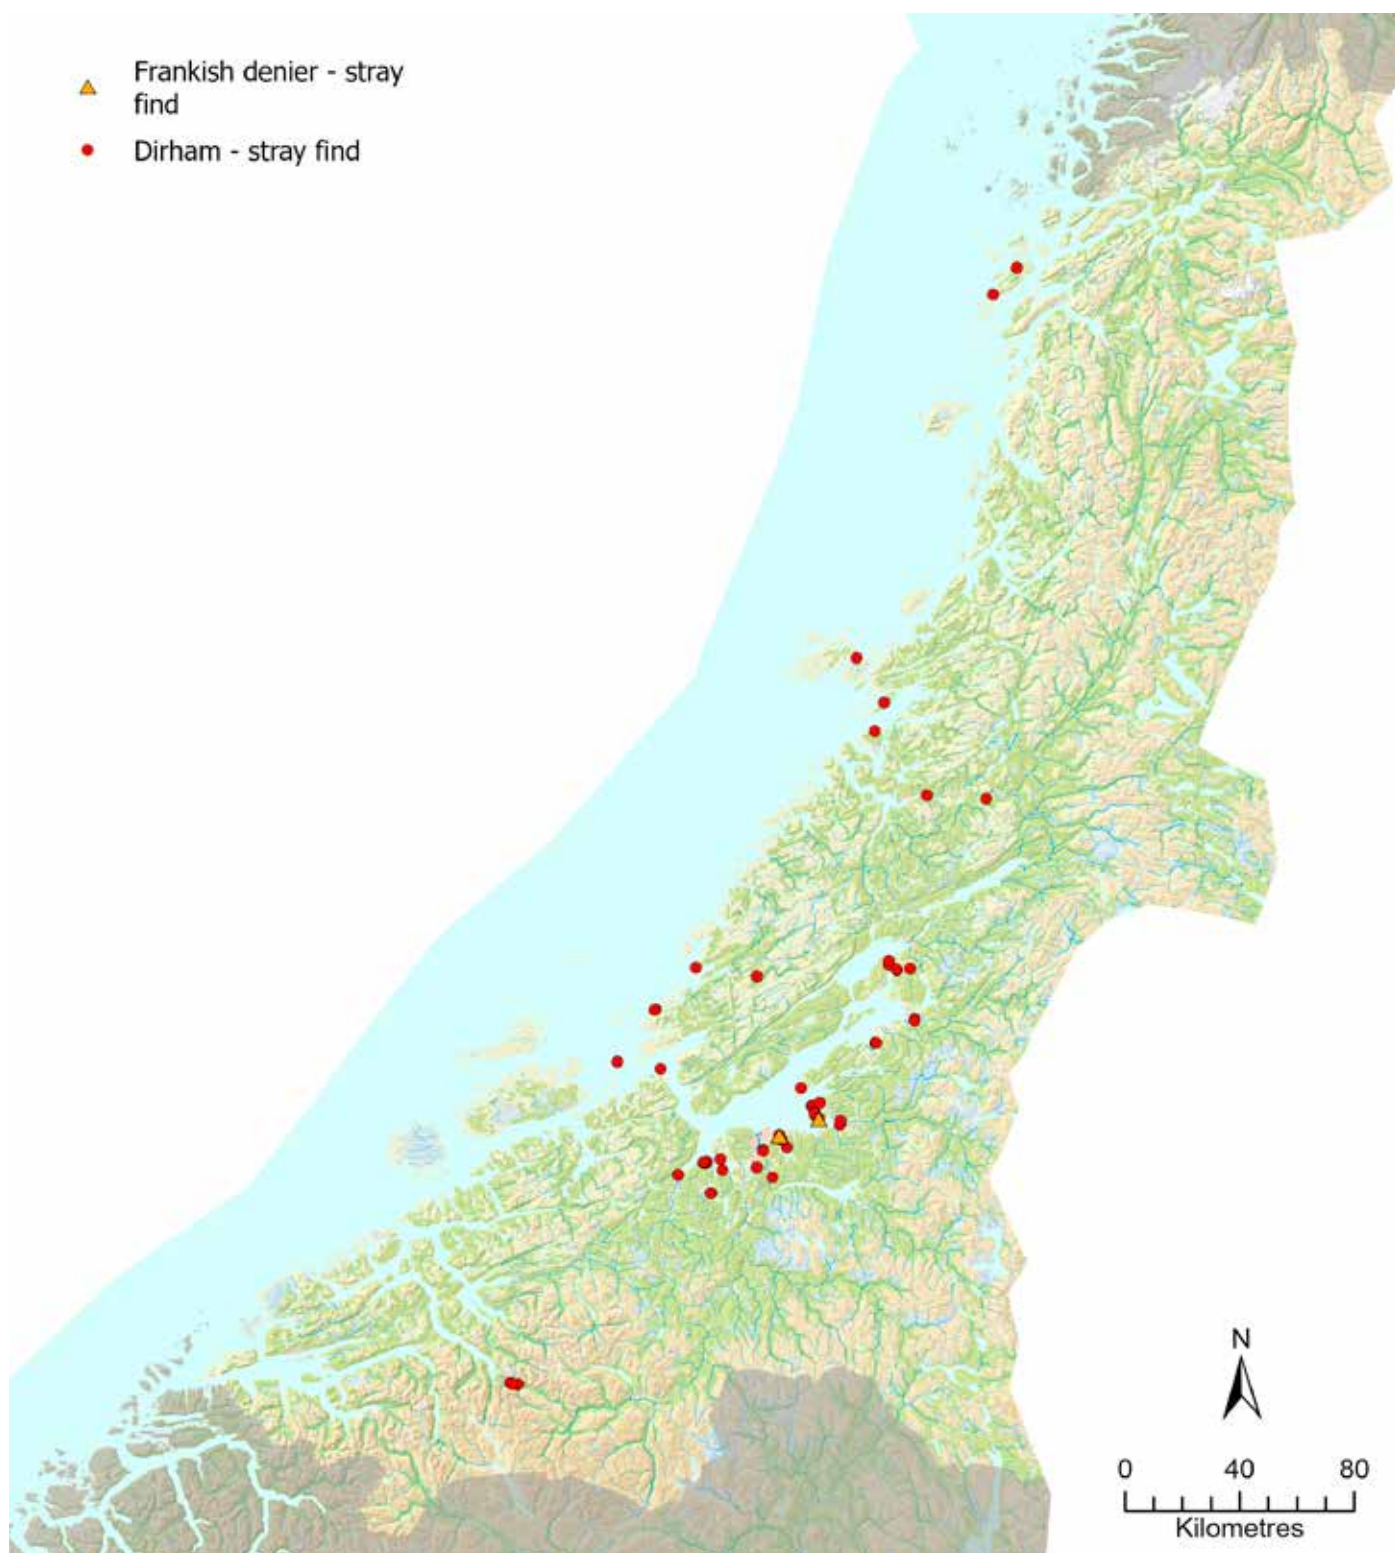 Frankish denier - stray
find
Dirham - stray find
N
0 40 80
Kilometres